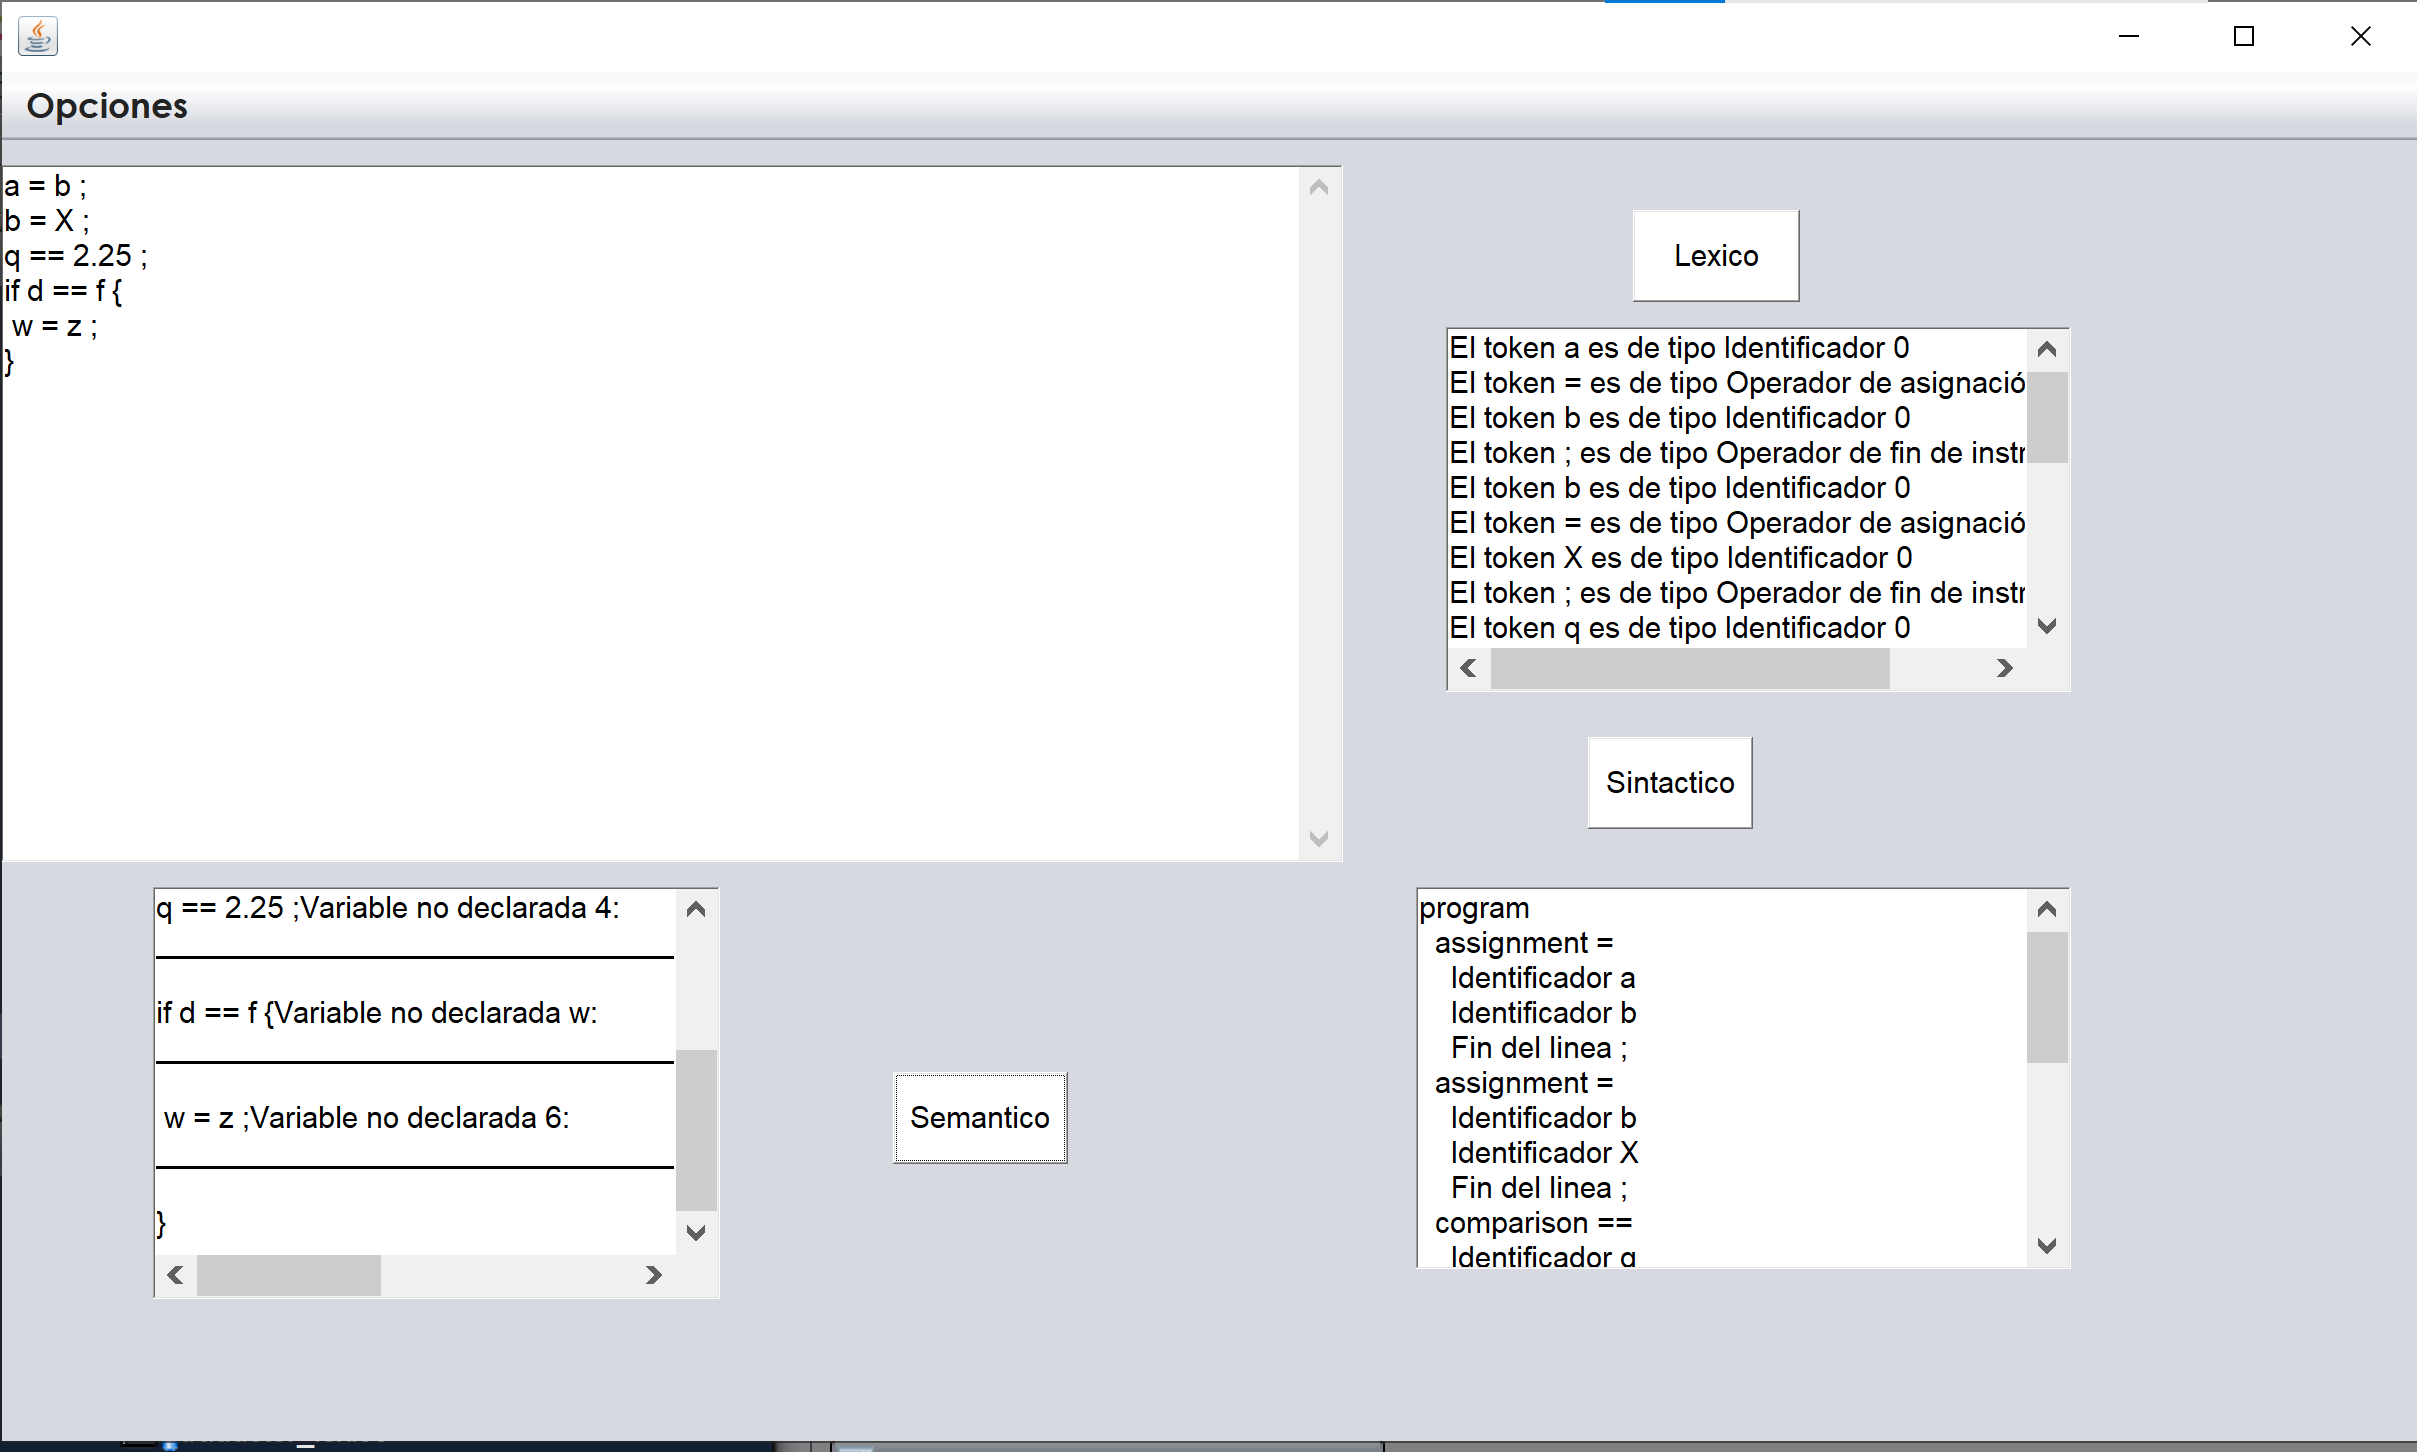 Opciones
a = b ;
b = X ;
q == 2.25 ;
if d == f {
w = z ;
}
Lexico
El token a es de tipo Identificador 0
El token = es de tipo Operador de asignació
El token b es de tipo Identificador 0
El token ; es de tipo Operador de fin de instr
El token b es de tipo Identificador 0
El token = es de tipo Operador de asignació
El token X es de tipo Identificador 0
El token ; es de tipo Operador de fin de instr
El token q es de tipo Identificador 0
Sintactico
q == 2.25 ;Variable no declarada 4:
if d == f {Variable no declarada w:
w = z ;Variable no declarada 6:
}
Semantico
program
assignment =
Identificador a
Identificador b
Fin del linea ;
assignment =
Identificador b
Identificador X
Fin del linea ;
comparison ==
Identificador q